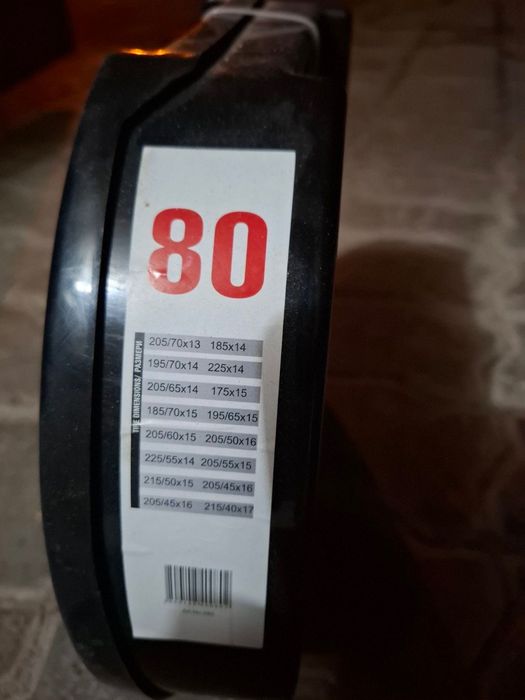 80
TIRE DIMENSIONS/ РАЗМЕРИ
205/70x13 185x14
195/70x14 225x14
205/65x14 175x15
185/70x15 195/65x15
205/60x15 205/50x16
225/55x14 205/55x15
215/50x15 205/45x16
205/45x16 215/40x17